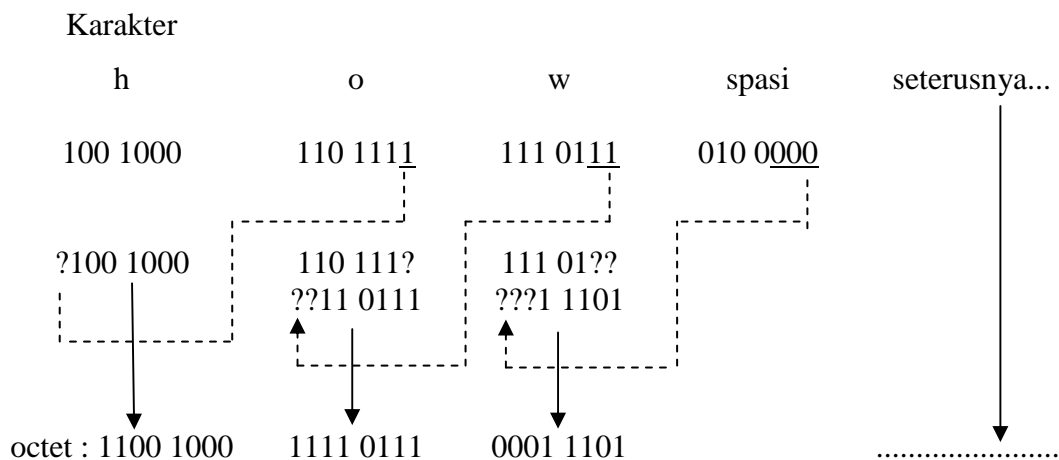 Karakter
h o w spasi seterusnya...
100 1000 110 1111 111 0111 010 0000
?100 1000 110 111? 111 01??
??11 0111 ???1 1101
octet : 1100 1000 1111 0111 0001 1101 .......................